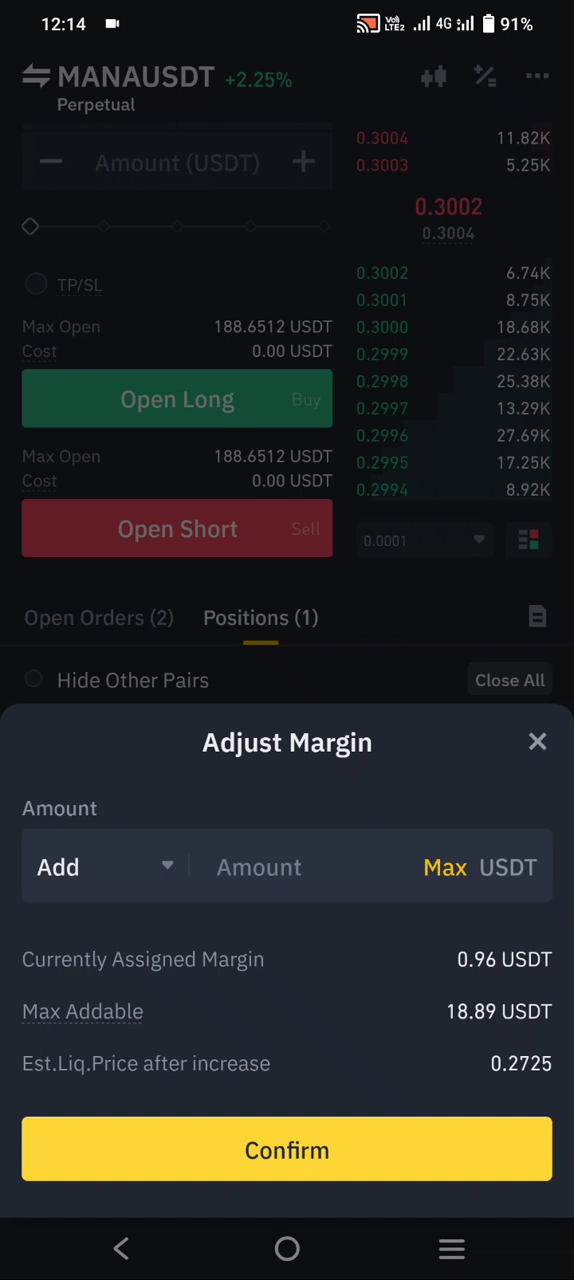 12:14 VoB LTE2 4G 91%
MANAUSDT +2.25%
Perpetual
Amount (USDT)
TP/SL
Max Open 188.6512 USDT
Cost 0.00 USDT
Open Long Buy
Max Open 188.6512 USDT
Cost 0.00 USDT
Open Short Sell
0.3004 11.82K
0.3003 5.25K
0.3002
0.3004
0.3002 6.74K
0.3001 8.75K
0.3000 18.68K
0.2999 22.63K
0.2998 25.38K
0.2997 13.29K
0.2996 27.69K
0.2995 17.25K
0.2994 8.92K
0.0001
Open Orders (2) Positions (1)
Hide Other Pairs Close All
Adjust Margin
Amount
Add Amount Max USDT
Currently Assigned Margin 0.96 USDT
Max Addable 18.89 USDT
Est.Liq.Price after increase 0.2725
Confirm